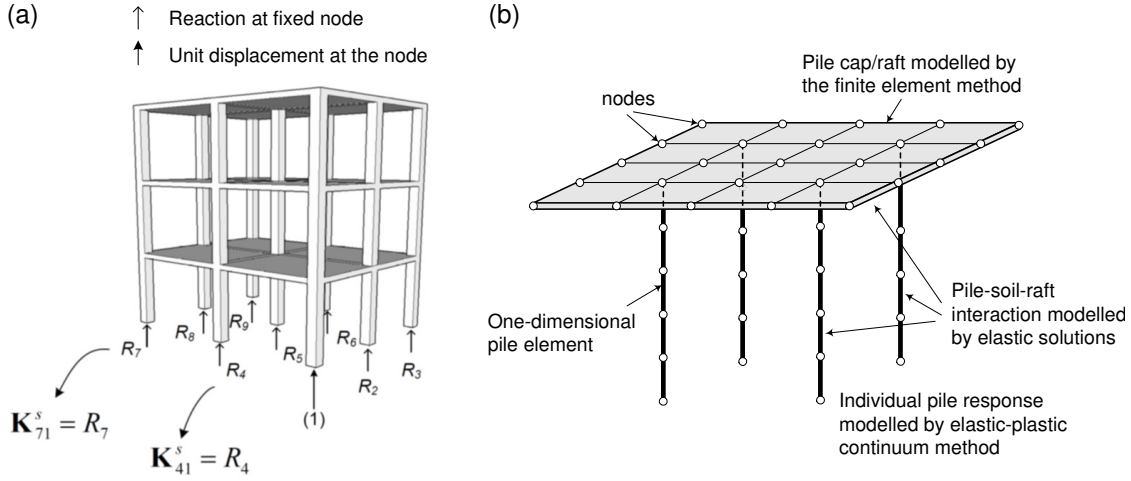 (a)
Reaction at fixed node
Unit displacement at the node
R7
R8
R9
R4
R5
R6
R2
R3
(1)
K^s_71 = R7
K^s_41 = R4
(b)
Pile cap/raft modelled by
the finite element method
nodes
One-dimensional
pile element
Pile-soil-raft
interaction modelled
by elastic solutions
Individual pile response
modelled by elastic-plastic
continuum method